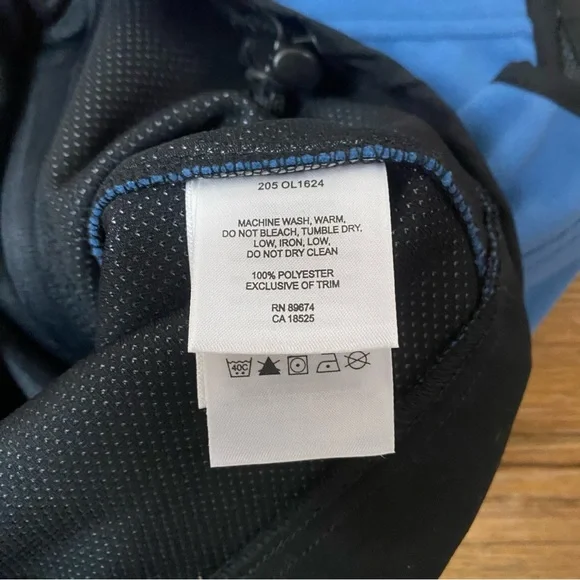 205 OL1624
MACHINE WASH, WARM,
DO NOT BLEACH, TUMBLE DRY,
LOW, IRON, LOW,
DO NOT DRY CLEAN
100% POLYESTER
EXCLUSIVE OF TRIM
RN 89674
CA 18525
40C